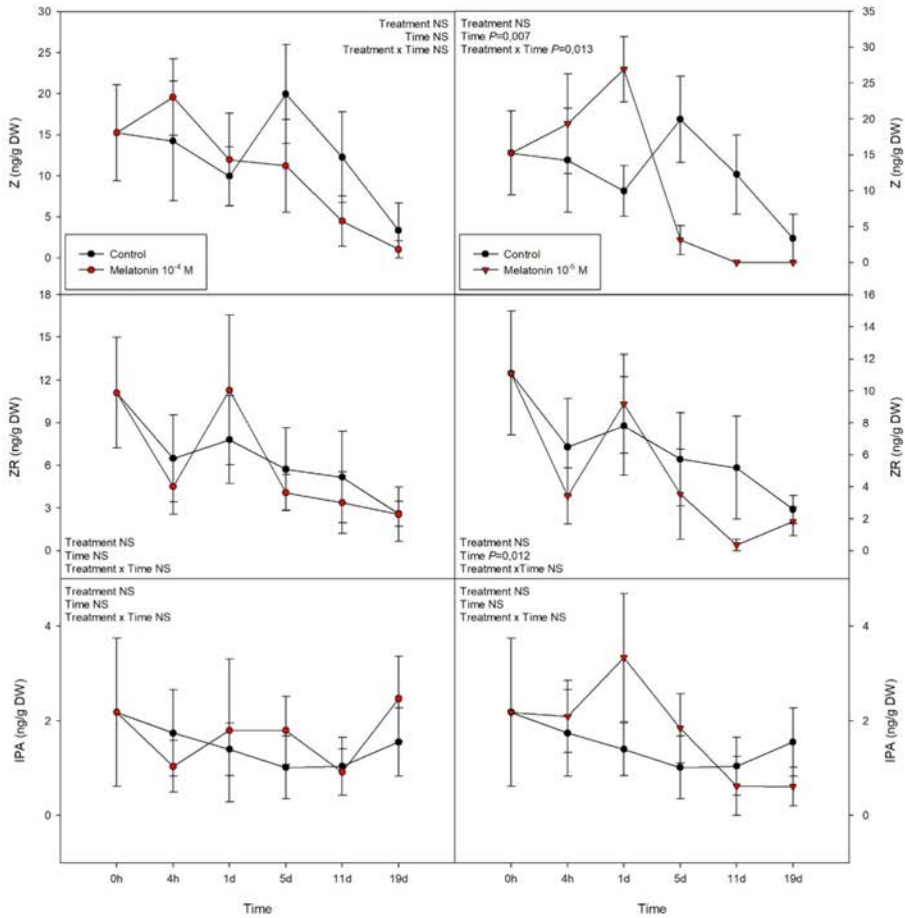 30
25
20
15
10
5
0
Z (ng/g DW)
Treatment NS
Time NS
Treatment x Time NS
Control
Melatonin 10⁻⁴ M
Treatment NS
Time P=0,007
Treatment x Time P=0,013
Control
Melatonin 10⁻⁵ M
35
30
25
20
15
10
5
0
Z (ng/g DW)
18
15
12
9
6
3
0
ZR (ng/g DW)
Treatment NS
Time NS
Treatment x Time NS
Treatment NS
Time P=0,012
Treatment xTime NS
16
14
12
10
8
6
4
2
0
ZR (ng/g DW)
4
2
0
IPA (ng/g DW)
Treatment NS
Time NS
Treatment x Time NS
Treatment NS
Time NS
Treatment x Time NS
4
2
0
IPA (ng/g DW)
0h 4h 1d 5d 11d 19d
Time
0h 4h 1d 5d 11d 19d
Time